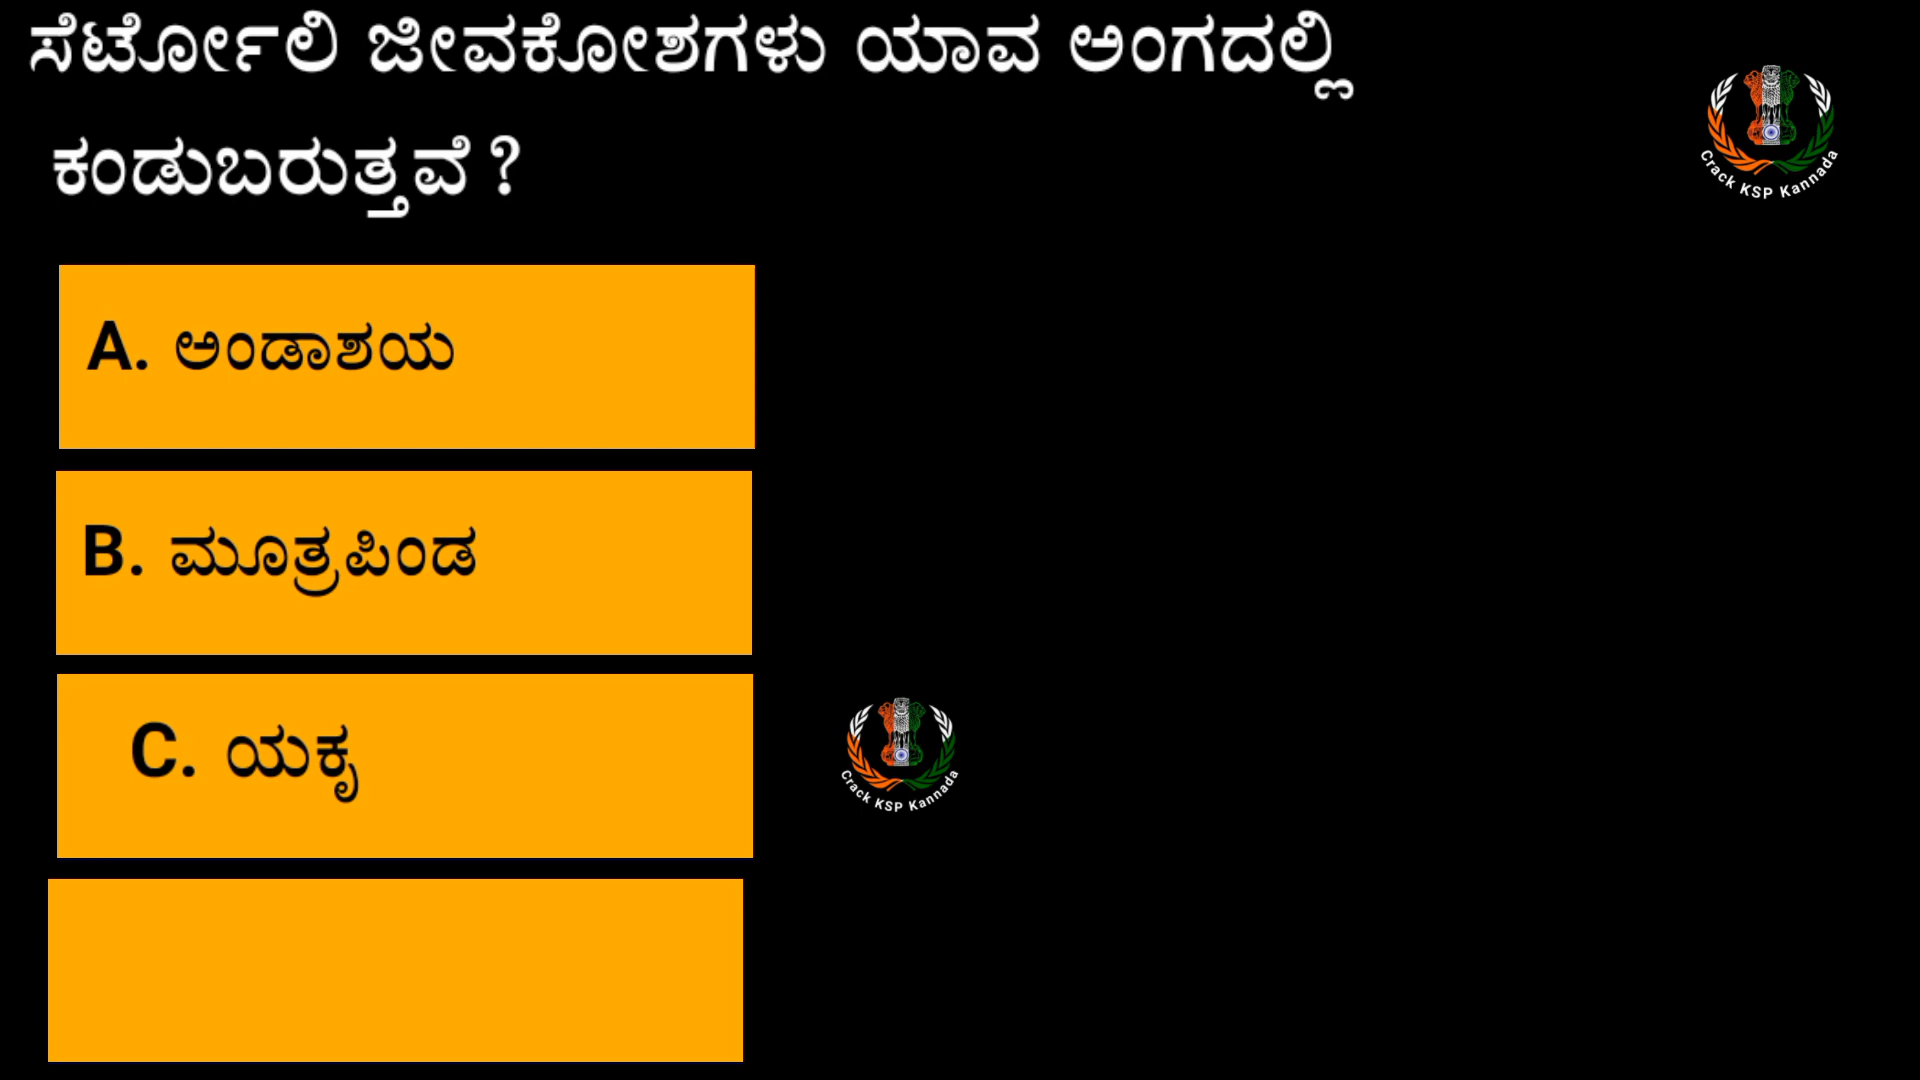 ಸೆರ್ಟೋಲಿ ಜೀವಕೋಶಗಳು ಯಾವ ಅಂಗದಲ್ಲಿ
ಕಂಡುಬರುತ್ತವೆ ?
Crack KSP Kannada
A. ಅಂಡಾಶಯ
B. ಮೂತ್ರಪಿಂಡ
C. ಯಕೃ
Crack KSP Kannada